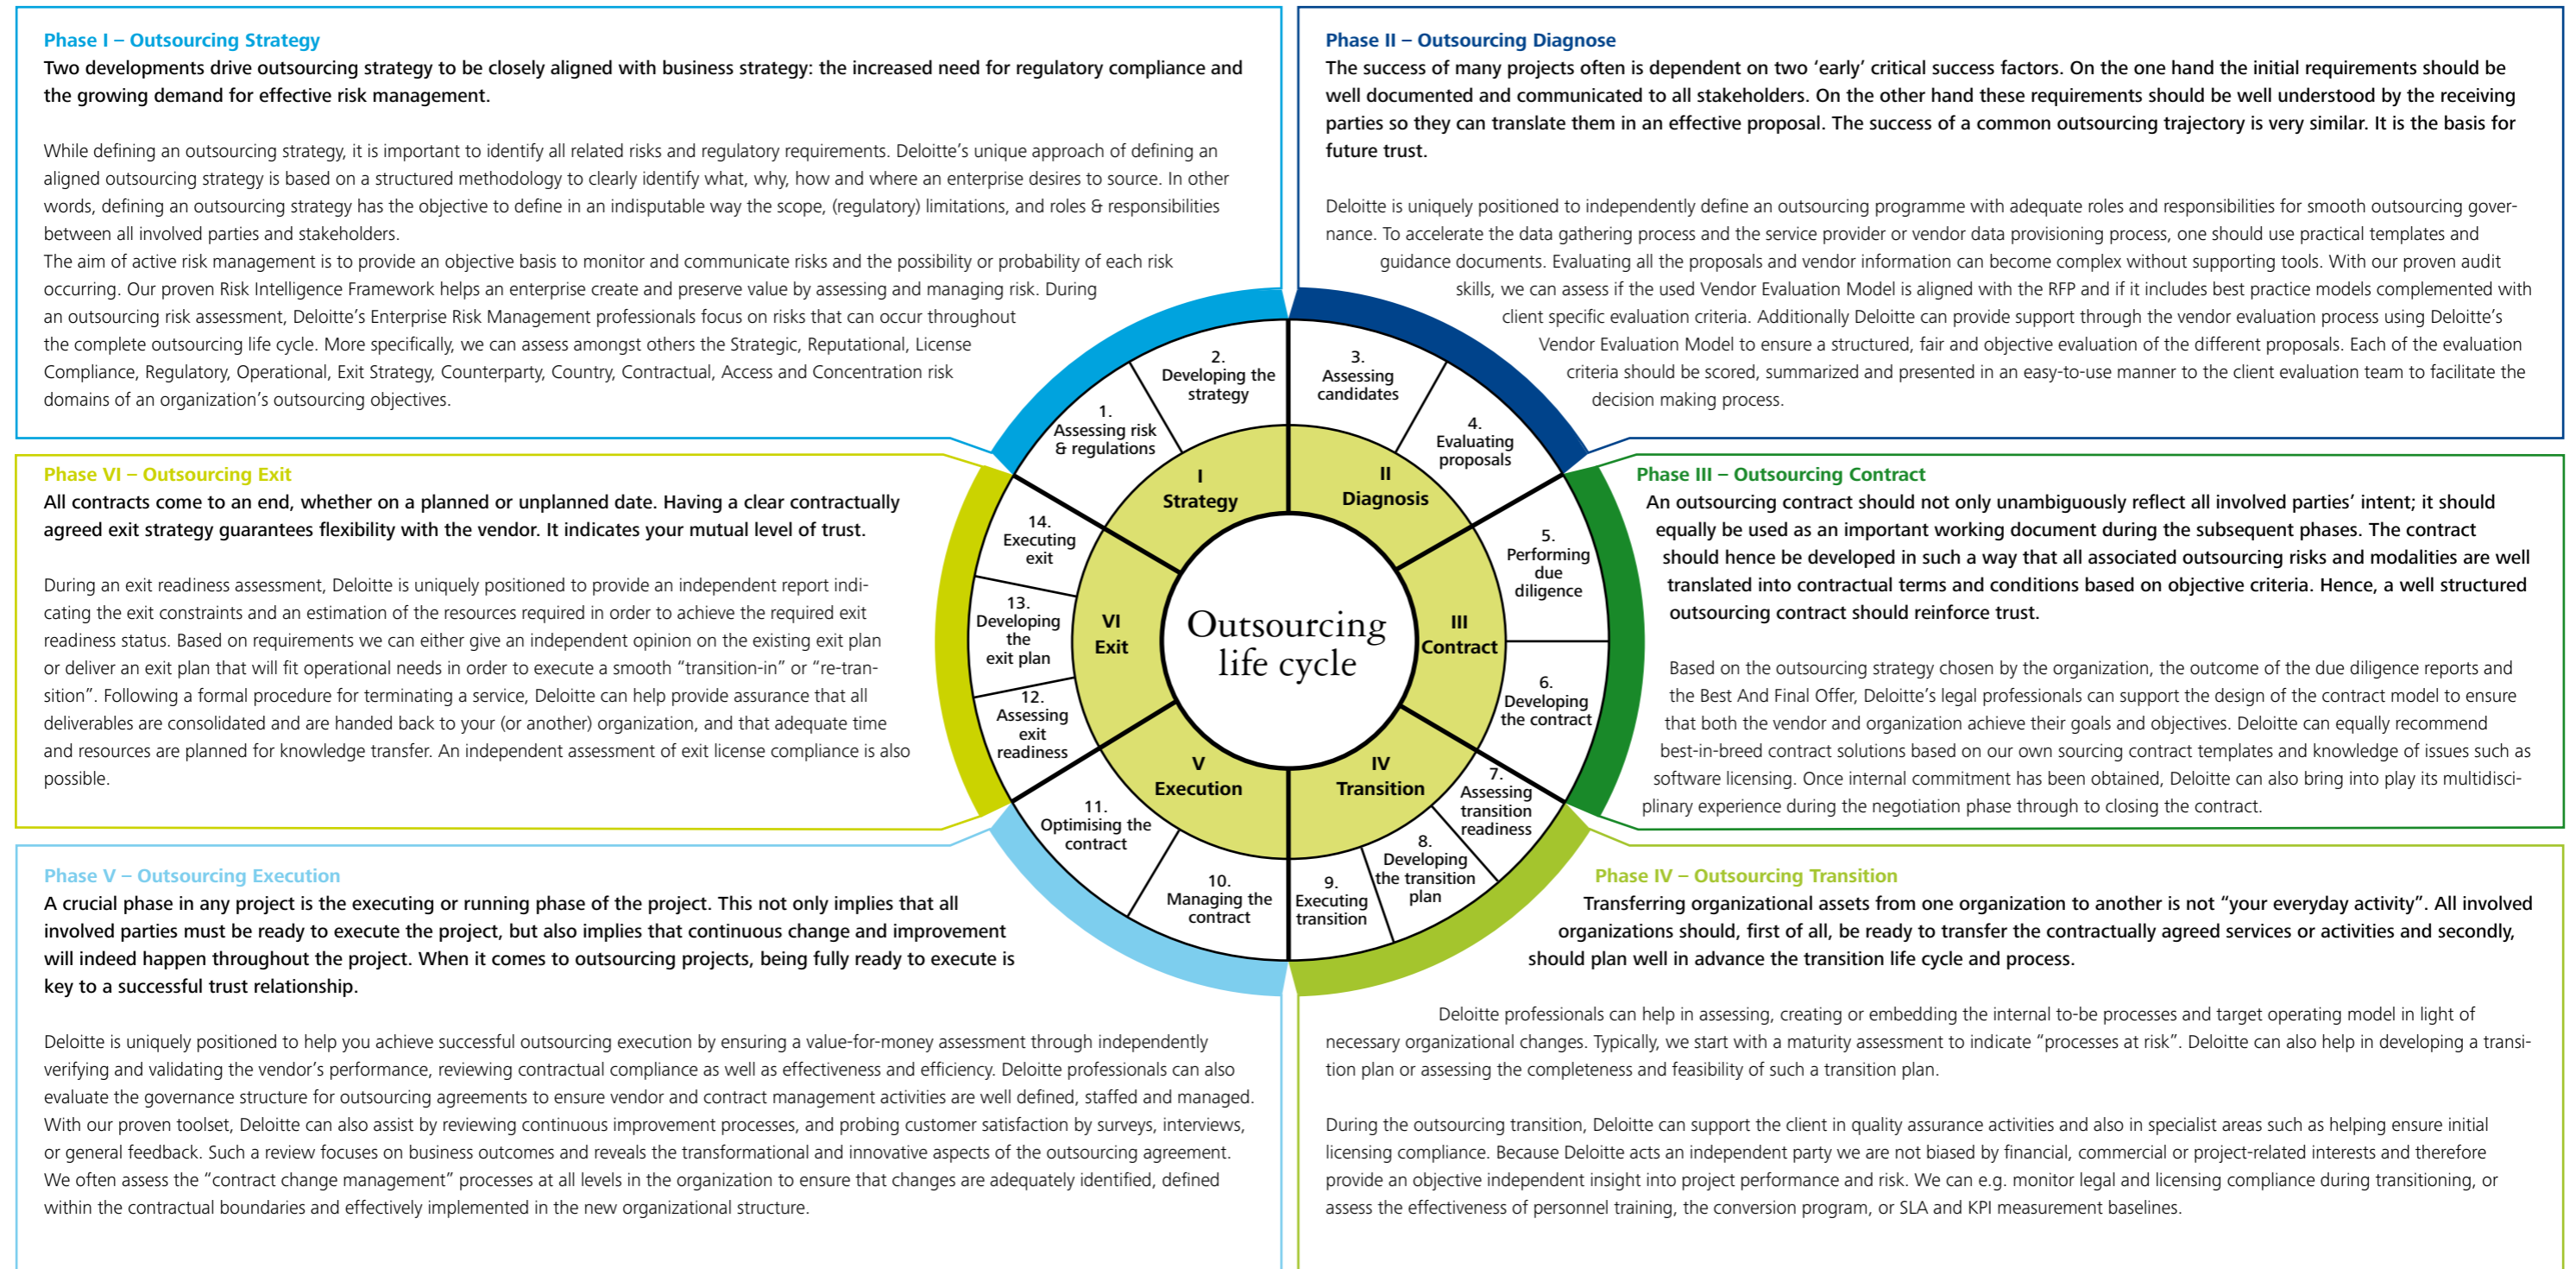 Phase I – Outsourcing Strategy
Two developments drive outsourcing strategy to be closely aligned with business strategy: the increased need for regulatory compliance and
the growing demand for effective risk management.
While defining an outsourcing strategy, it is important to identify all related risks and regulatory requirements. Deloitte’s unique approach of defining an
aligned outsourcing strategy is based on a structured methodology to clearly identify what, why, how and where an enterprise desires to source. In other
words, defining an outsourcing strategy has the objective to define in an indisputable way the scope, (regulatory) limitations, and roles & responsibilities
between all involved parties and stakeholders.
The aim of active risk management is to provide an objective basis to monitor and communicate risks and the possibility or probability of each risk
occurring. Our proven Risk Intelligence Framework helps an enterprise create and preserve value by assessing and managing risk. During
an outsourcing risk assessment, Deloitte’s Enterprise Risk Management professionals focus on risks that can occur throughout
the complete outsourcing life cycle. More specifically, we can assess amongst others the Strategic, Reputational, License
Compliance, Regulatory, Operational, Exit Strategy, Counterparty, Country, Contractual, Access and Concentration risk
domains of an organization’s outsourcing objectives.
Phase II – Outsourcing Diagnose
The success of many projects often is dependent on two ‘early’ critical success factors. On the one hand the initial requirements should be
well documented and communicated to all stakeholders. On the other hand these requirements should be well understood by the receiving
parties so they can translate them in an effective proposal. The success of a common outsourcing trajectory is very similar. It is the basis for
future trust.
Deloitte is uniquely positioned to independently define an outsourcing programme with adequate roles and responsibilities for smooth outsourcing gover-
nance. To accelerate the data gathering process and the service provider or vendor data provisioning process, one should use practical templates and
guidance documents. Evaluating all the proposals and vendor information can become complex without supporting tools. With our proven audit
skills, we can assess if the used Vendor Evaluation Model is aligned with the RFP and if it includes best practice models complemented with
client specific evaluation criteria. Additionally Deloitte can provide support through the vendor evaluation process using Deloitte’s
Vendor Evaluation Model to ensure a structured, fair and objective evaluation of the different proposals. Each of the evaluation
criteria should be scored, summarized and presented in an easy-to-use manner to the client evaluation team to facilitate the
decision making process.
Phase VI – Outsourcing Exit
All contracts come to an end, whether on a planned or unplanned date. Having a clear contractually
agreed exit strategy guarantees flexibility with the vendor. It indicates your mutual level of trust.
During an exit readiness assessment, Deloitte is uniquely positioned to provide an independent report indi-
cating the exit constraints and an estimation of the resources required in order to achieve the required exit
readiness status. Based on requirements we can either give an independent opinion on the existing exit plan
or deliver an exit plan that will fit operational needs in order to execute a smooth “transition-in” or “re-tran-
sition”. Following a formal procedure for terminating a service, Deloitte can help provide assurance that all
deliverables are consolidated and are handed back to your (or another) organization, and that adequate time
and resources are planned for knowledge transfer. An independent assessment of exit license compliance is also
possible.
Outsourcing
life cycle
I
Strategy
II
Diagnosis
III
Contract
IV
Transition
V
Execution
VI
Exit
1.
Assessing risk
& regulations
2.
Developing the
strategy
3.
Assessing
candidates
4.
Evaluating
proposals
5.
Performing
due
diligence
6.
Developing
the contract
7.
Assessing
transition
readiness
8.
Developing
the transition
plan
9.
Executing
transition
10.
Managing the
contract
11.
Optimising the
contract
12.
Assessing
exit
readiness
13.
Developing
the
exit plan
14.
Executing
exit
Phase III – Outsourcing Contract
An outsourcing contract should not only unambiguously reflect all involved parties’ intent; it should
equally be used as an important working document during the subsequent phases. The contract
should hence be developed in such a way that all associated outsourcing risks and modalities are well
translated into contractual terms and conditions based on objective criteria. Hence, a well structured
outsourcing contract should reinforce trust.
Based on the outsourcing strategy chosen by the organization, the outcome of the due diligence reports and
the Best And Final Offer, Deloitte’s legal professionals can support the design of the contract model to ensure
that both the vendor and organization achieve their goals and objectives. Deloitte can equally recommend
best-in-breed contract solutions based on our own sourcing contract templates and knowledge of issues such as
software licensing. Once internal commitment has been obtained, Deloitte can also bring into play its multidisci-
plinary experience during the negotiation phase through to closing the contract.
Phase V – Outsourcing Execution
A crucial phase in any project is the executing or running phase of the project. This not only implies that all
involved parties must be ready to execute the project, but also implies that continuous change and improvement
will indeed happen throughout the project. When it comes to outsourcing projects, being fully ready to execute is
key to a successful trust relationship.
Deloitte is uniquely positioned to help you achieve successful outsourcing execution by ensuring a value-for-money assessment through independently
verifying and validating the vendor’s performance, reviewing contractual compliance as well as effectiveness and efficiency. Deloitte professionals can also
evaluate the governance structure for outsourcing agreements to ensure vendor and contract management activities are well defined, staffed and managed.
With our proven toolset, Deloitte can also assist by reviewing continuous improvement processes, and probing customer satisfaction by surveys, interviews,
or general feedback. Such a review focuses on business outcomes and reveals the transformational and innovative aspects of the outsourcing agreement.
We often assess the “contract change management” processes at all levels in the organization to ensure that changes are adequately identified, defined
within the contractual boundaries and effectively implemented in the new organizational structure.
Phase IV – Outsourcing Transition
Transferring organizational assets from one organization to another is not “your everyday activity”. All involved
organizations should, first of all, be ready to transfer the contractually agreed services or activities and secondly,
should plan well in advance the transition life cycle and process.
Deloitte professionals can help in assessing, creating or embedding the internal to-be processes and target operating model in light of
necessary organizational changes. Typically, we start with a maturity assessment to indicate “processes at risk”. Deloitte can also help in developing a transi-
tion plan or assessing the completeness and feasibility of such a transition plan.
During the outsourcing transition, Deloitte can support the client in quality assurance activities and also in specialist areas such as helping ensure initial
licensing compliance. Because Deloitte acts an independent party we are not biased by financial, commercial or project-related interests and therefore
provide an objective independent insight into project performance and risk. We can e.g. monitor legal and licensing compliance during transitioning, or
assess the effectiveness of personnel training, the conversion program, or SLA and KPI measurement baselines.